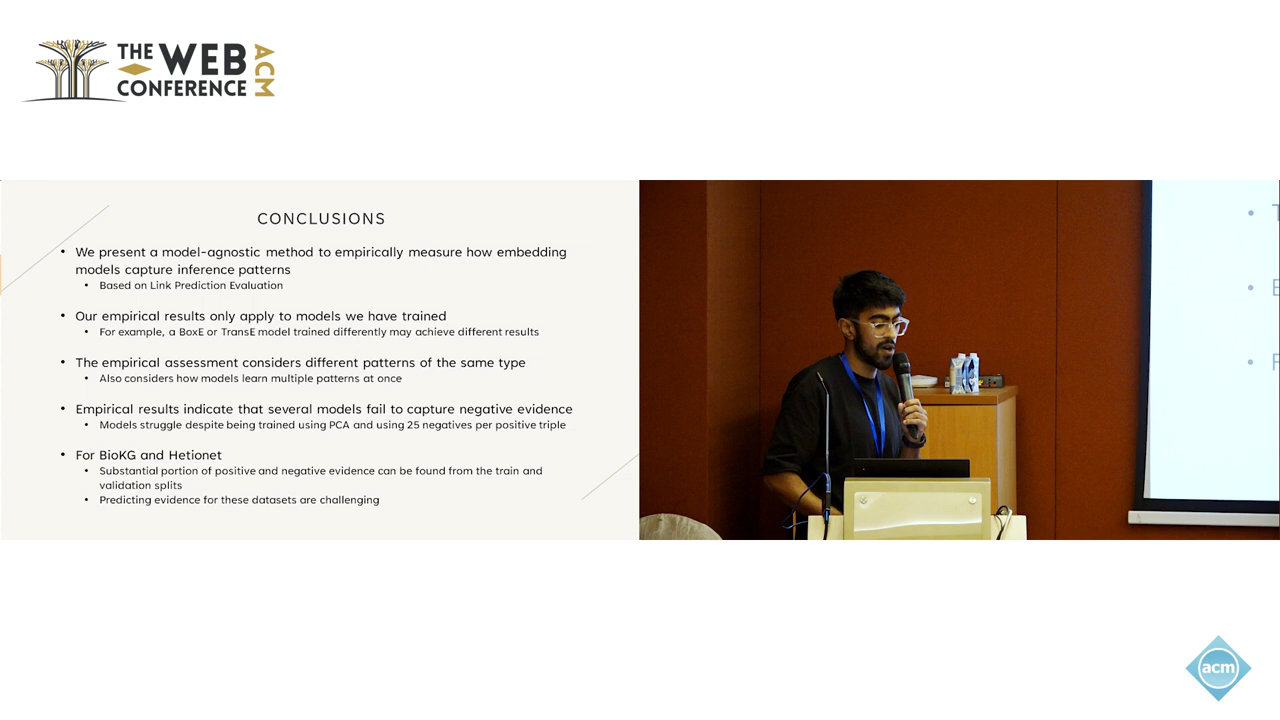 THE WEB
CONFERENCE
ACM
CONCLUSIONS
• We present a model-agnostic method to empirically measure how embedding
models capture inference patterns
• Based on Link Prediction Evaluation
• Our empirical results only apply to models we have trained
• For example, a BoxE or TransE model trained differently may achieve different results
• The empirical assessment considers different patterns of the same type
• Also considers how models learn multiple patterns at once
• Empirical results indicate that several models fail to capture negative evidence
• Models struggle despite being trained using PCA and using 25 negatives per positive triple
• For BioKG and Hetionet
• Substantial portion of positive and negative evidence can be found from the train and
validation splits
• Predicting evidence for these datasets are challenging
acm